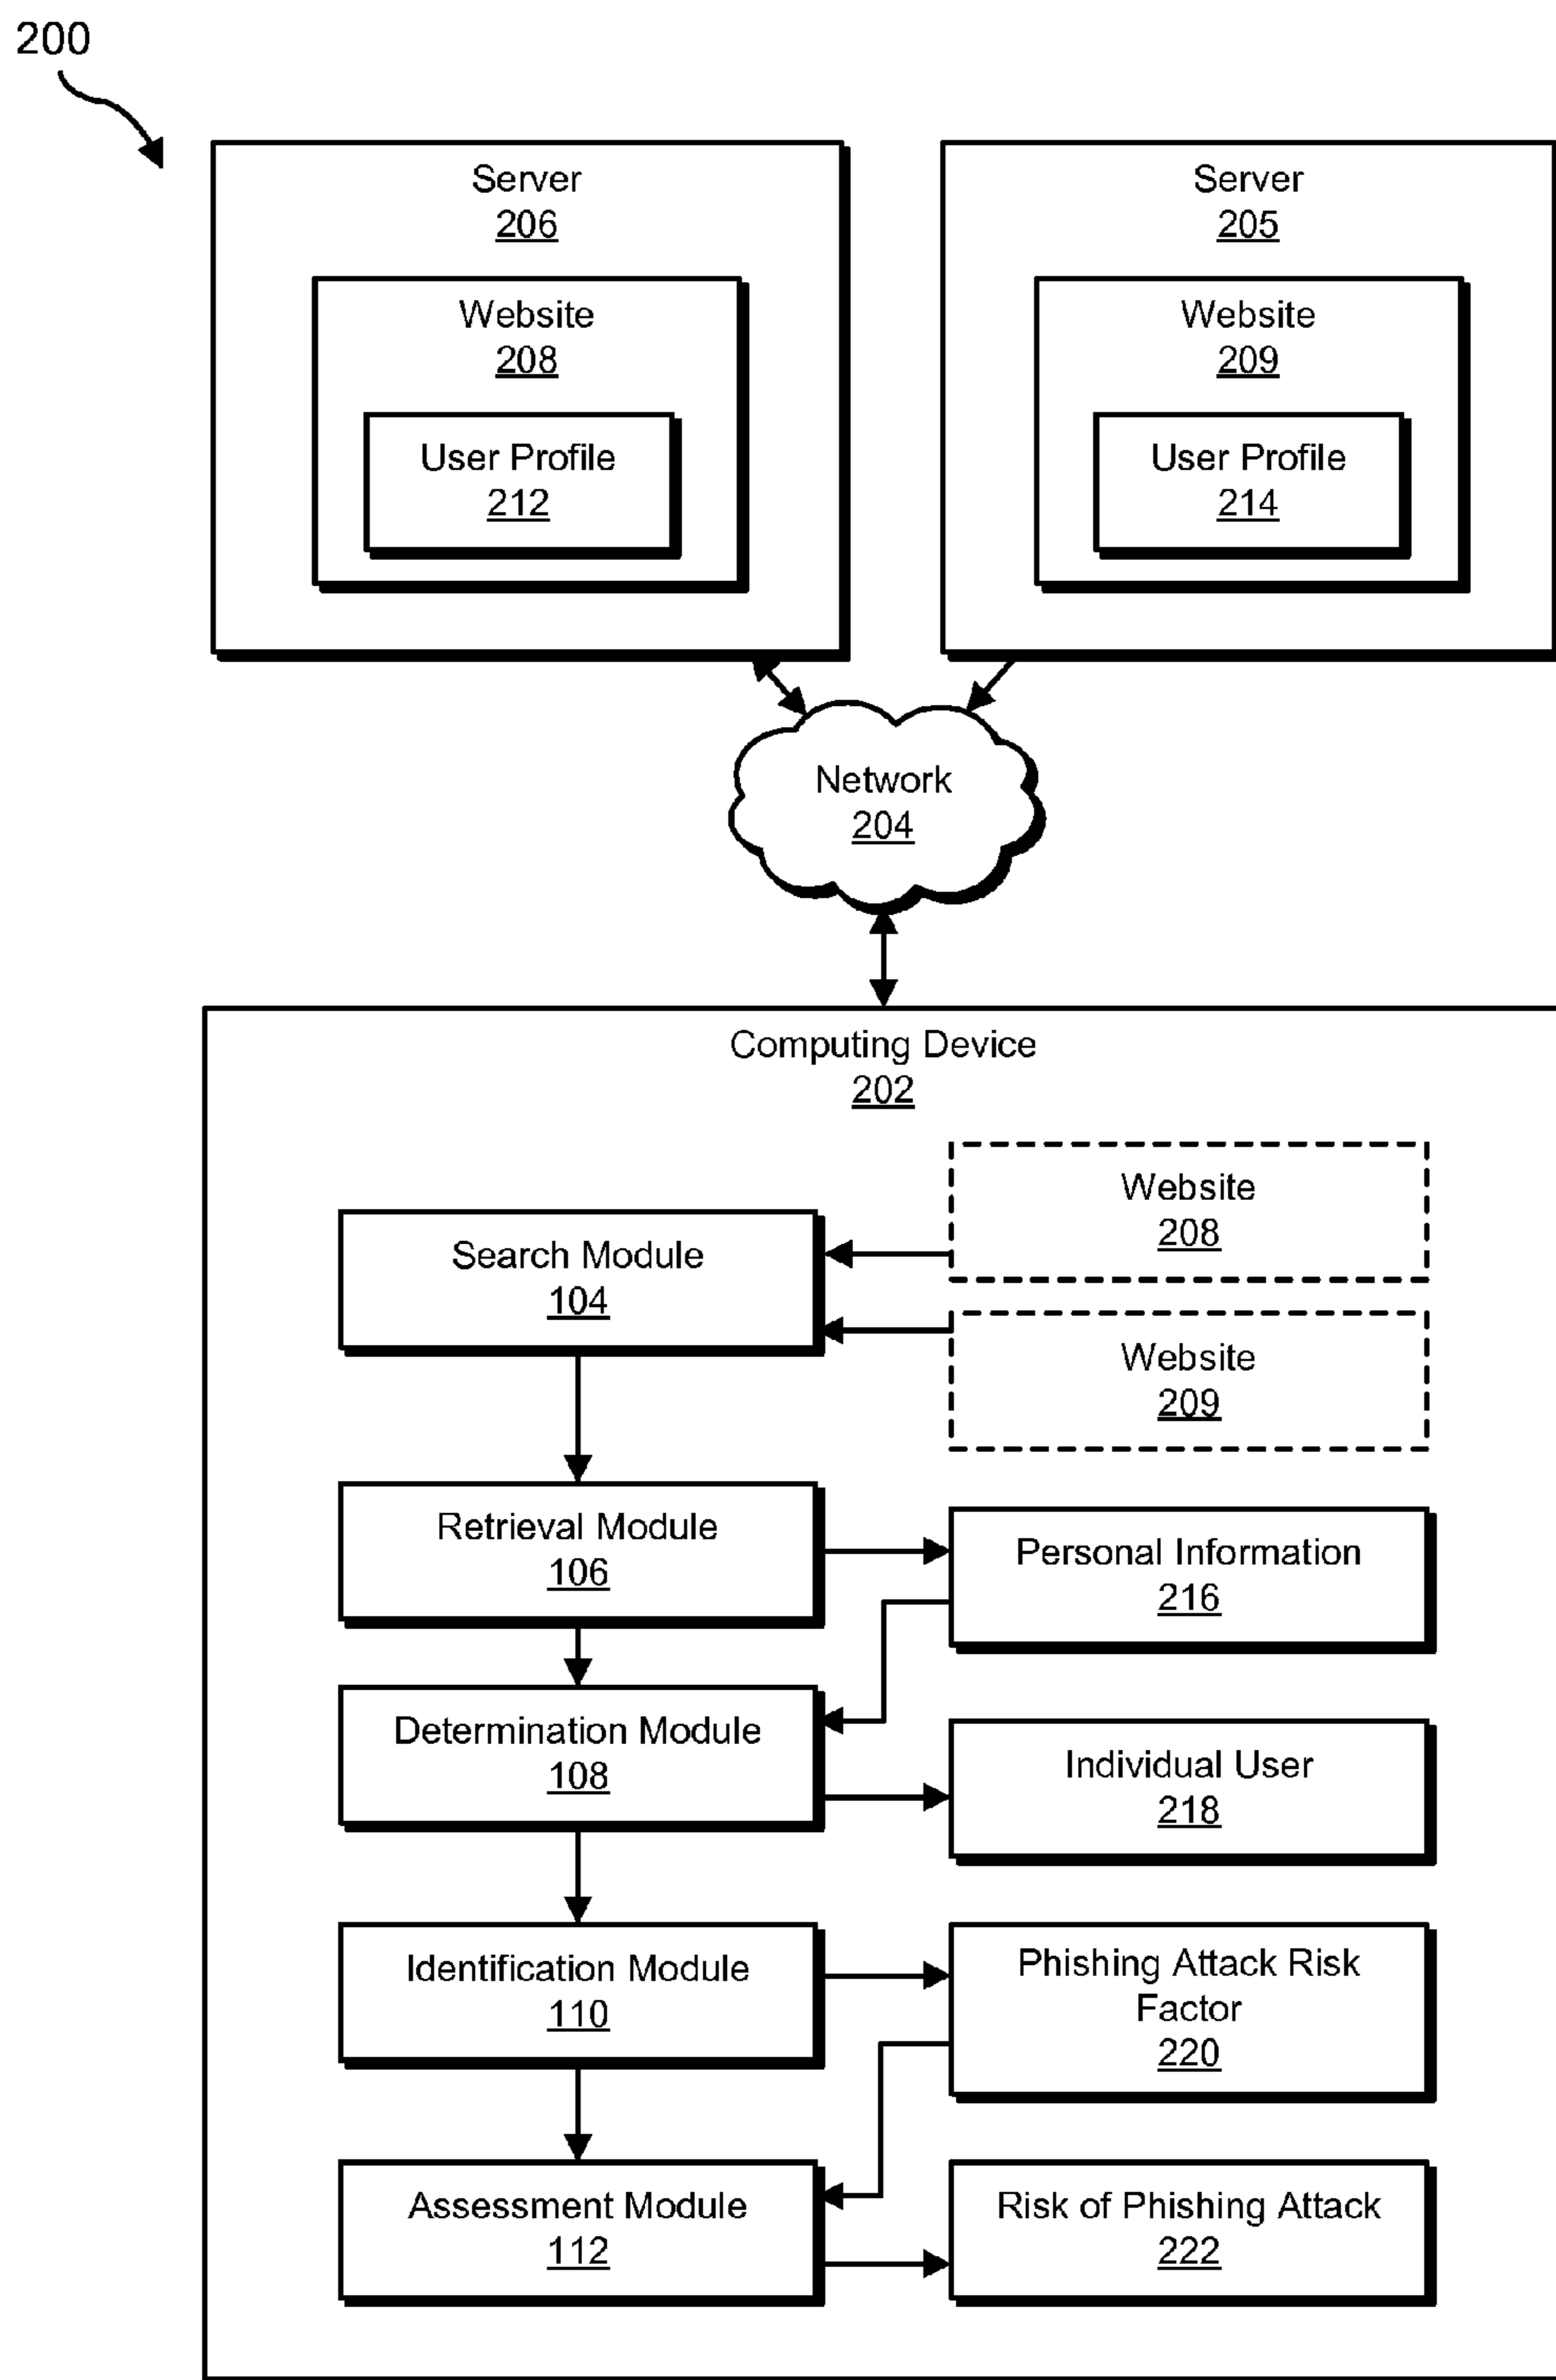 200
Server
206
Website
208
User Profile
212
Server
205
Website
209
User Profile
214
Network
204
Computing Device
202
Website
208
Search Module
104
Website
209
Retrieval Module
106
Personal Information
216
Determination Module
108
Individual User
218
Identification Module
110
Phishing Attack Risk
Factor
220
Assessment Module
112
Risk of Phishing Attack
222